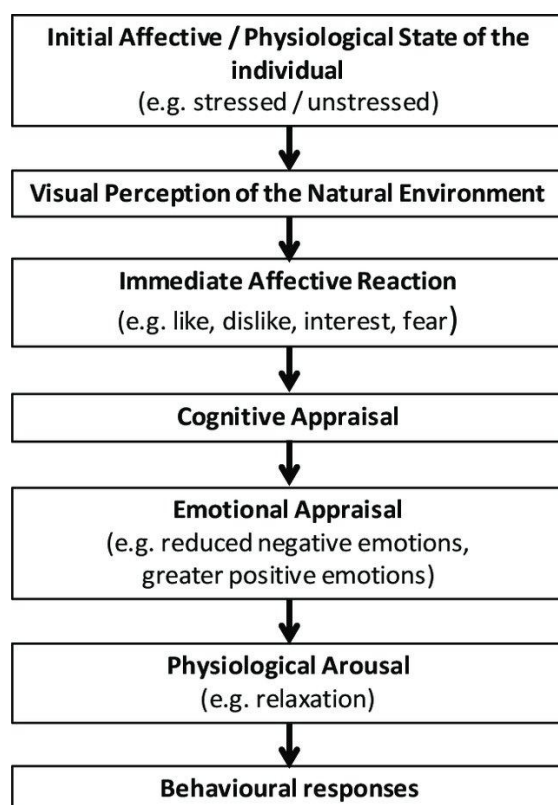 Initial Affective / Physiological State of the
individual
(e.g. stressed / unstressed)
Visual Perception of the Natural Environment
Immediate Affective Reaction
(e.g. like, dislike, interest, fear)
Cognitive Appraisal
Emotional Appraisal
(e.g. reduced negative emotions,
greater positive emotions)
Physiological Arousal
(e.g. relaxation)
Behavioural responses